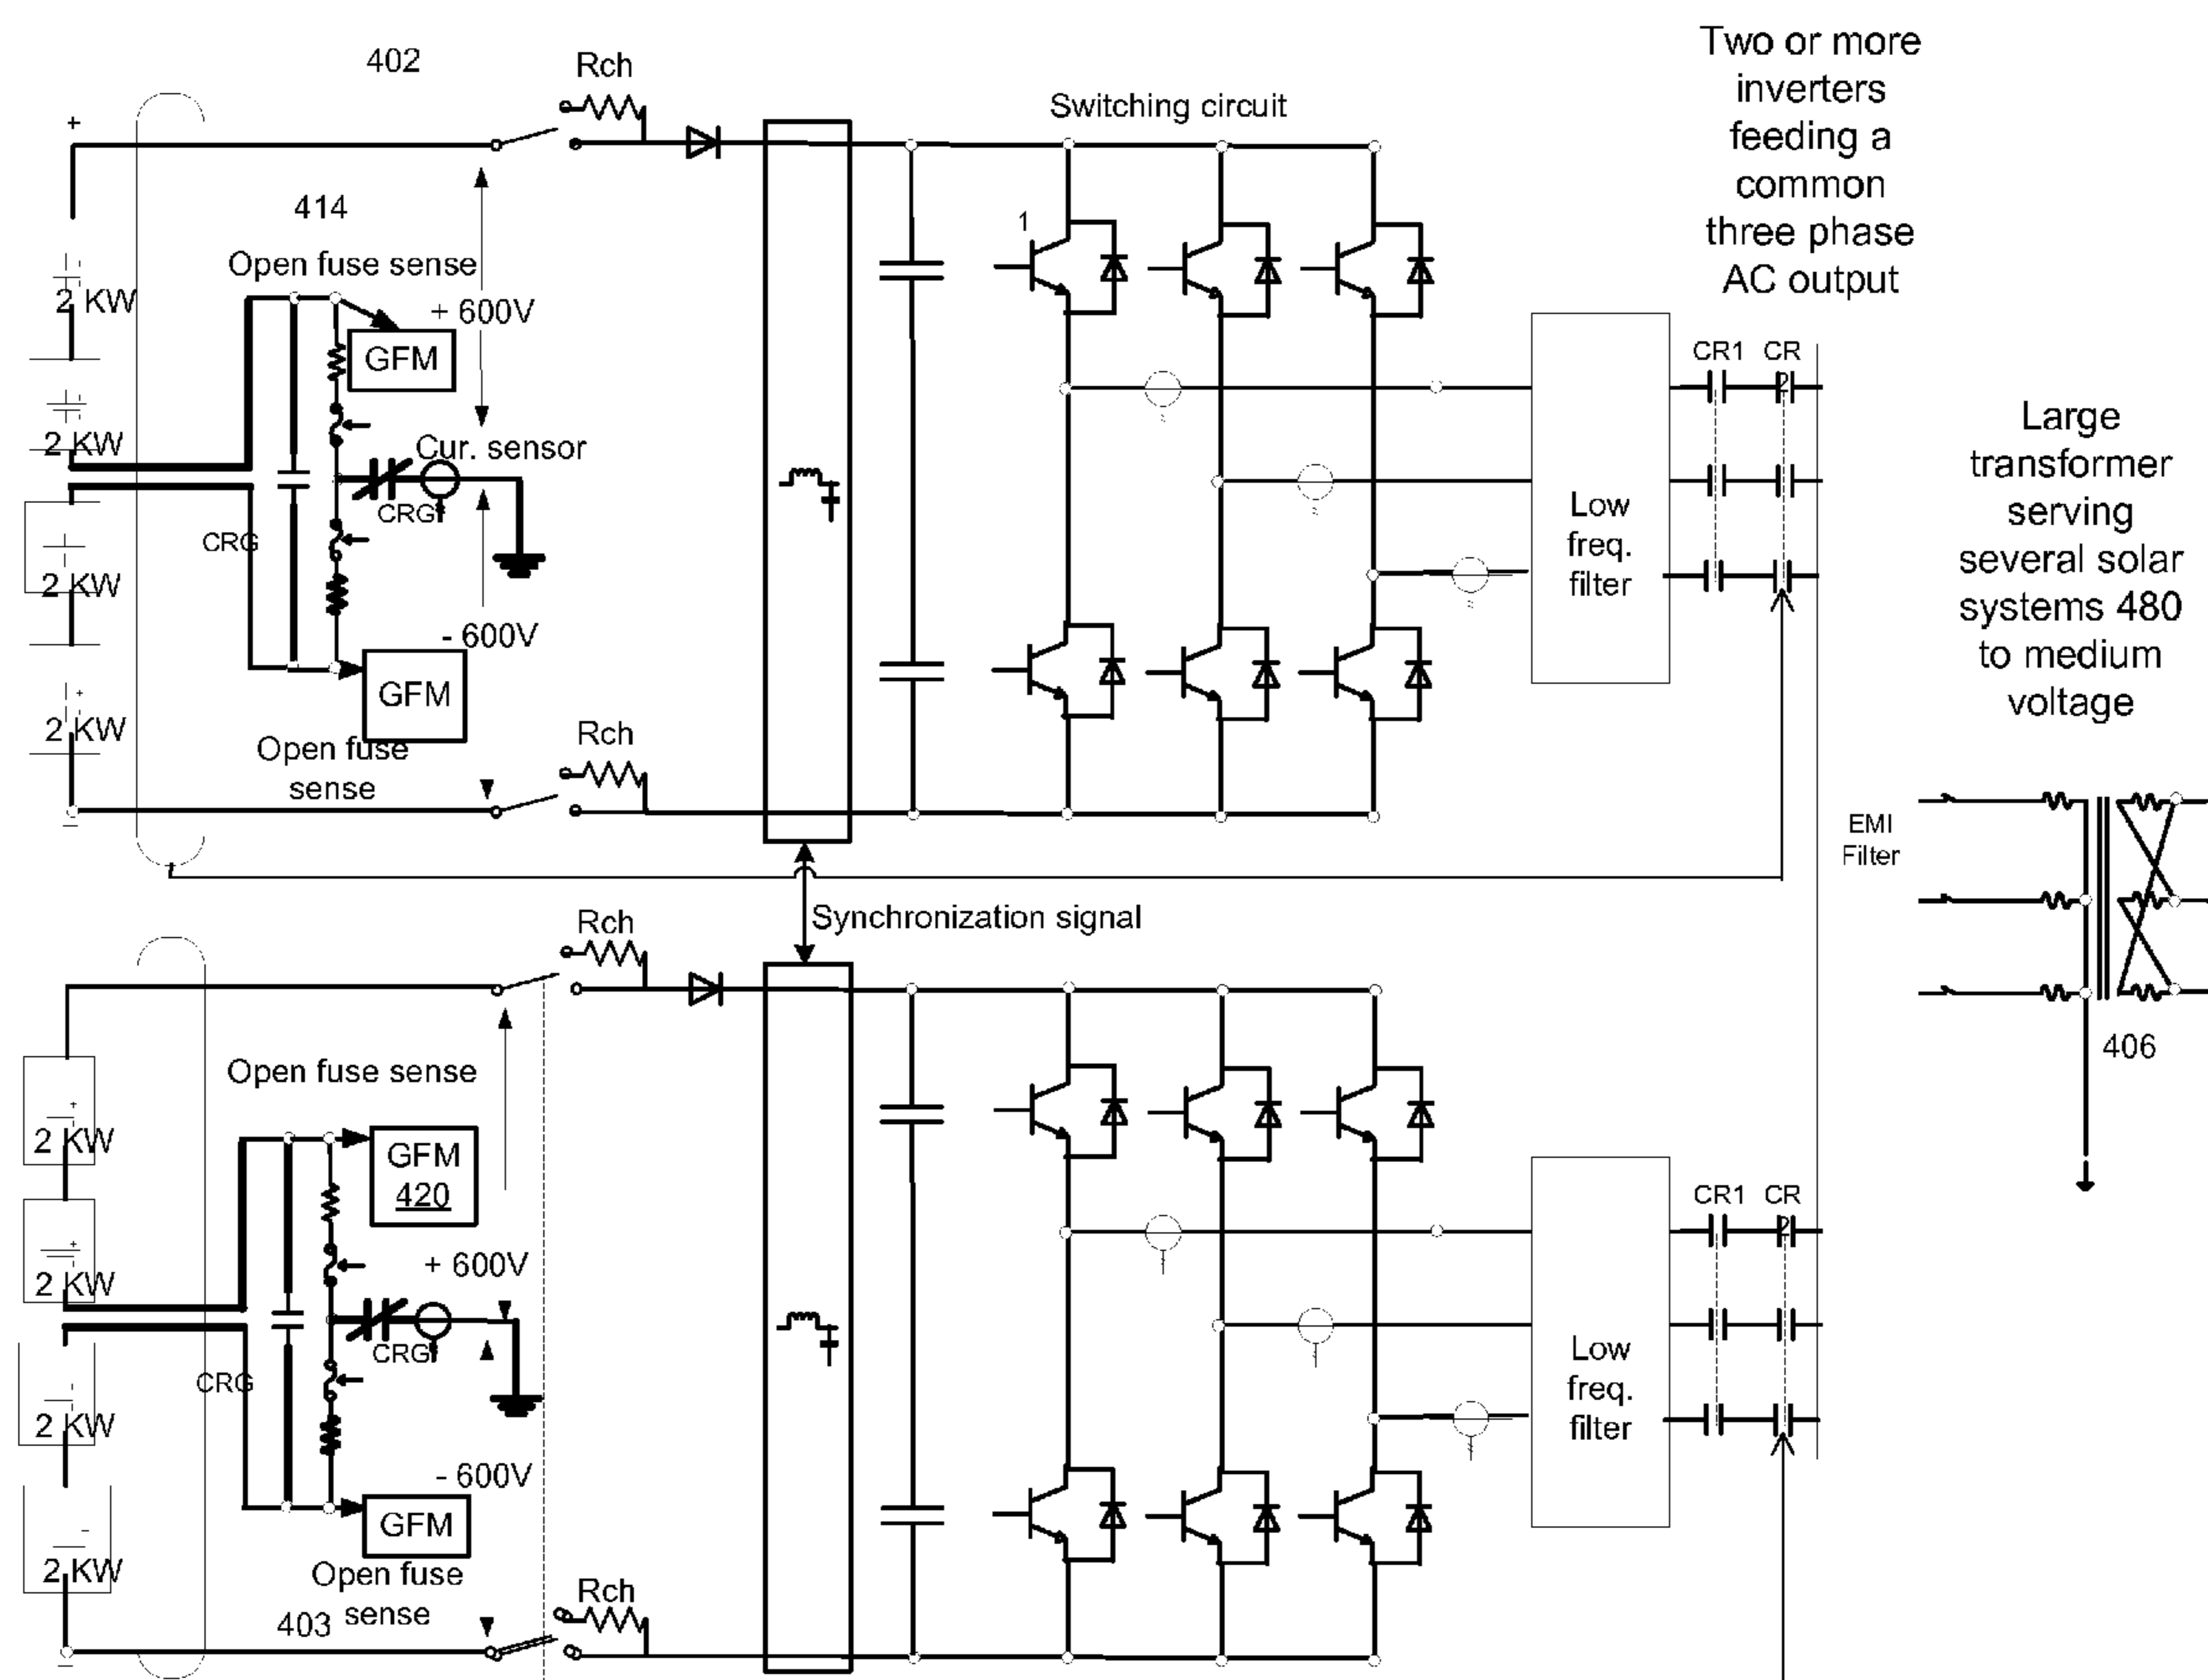 402
Rch
Switching circuit
Two or more
inverters
feeding a
common
three phase
AC output
+
414
Open fuse sense
+ 600V
GFM
1
2 KW
2 KW
Cur. sensor
CRG
CRG
2 KW
- 600V
GFM
+
2 KW
Open fuse
sense
Rch
–
Low
freq.
filter
CR1 CR
2
Large
transformer
serving
several solar
systems 480
to medium
voltage
EMI
Filter
406
Synchronization signal
Rch
Open fuse sense
GFM
420
+
2 KW
+
2 KW
+ 600V
CRG
CRG
2 KW
- 600V
GFM
-
2 KW
Open fuse
sense
403
Rch
–
Low
freq.
filter
CR1 CR
2